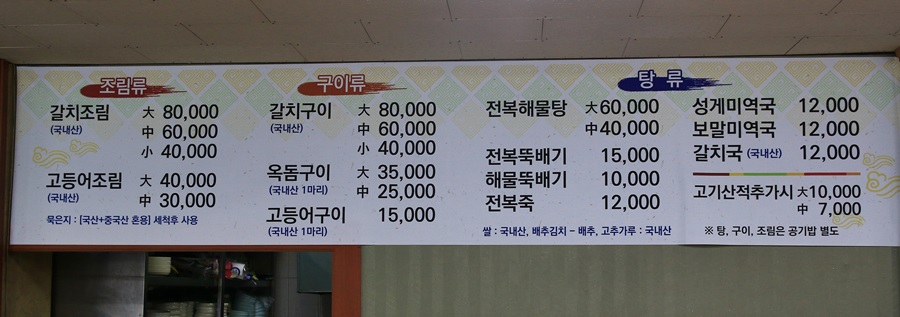 조림류
갈치조림 大 80,000
(국내산) 中 60,000
小 40,000
고등어조림 大 40,000
(국내산) 中 30,000
묵은지 : [국산+중국산 혼용] 세척후 사용
구이류
갈치구이 大 80,000
(국내산) 中 60,000
小 40,000
옥돔구이 大 35,000
(국내산 1마리) 中 25,000
고등어구이 15,000
(국내산 1마리)
탕 류
전복해물탕 大 60,000
中 40,000
전복뚝배기 15,000
해물뚝배기 10,000
전복죽 12,000
쌀 : 국내산, 배추김치 – 배추, 고추가루 : 국내산
성게미역국 12,000
보말미역국 12,000
갈치국 (국내산) 12,000
고기산적추가시 大 10,000
中 7,000
※ 탕, 구이, 조림은 공기밥 별도